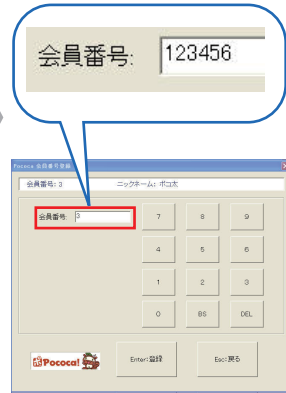 会員番号: 123456
Pococa 会員番号登録
会員番号: 3 ニックネーム: ポコ太
会員番号: 3
7 8 9
4 5 6
1 2 3
0 BS DEL
Pococa! Enter:登録 Esc:戻る